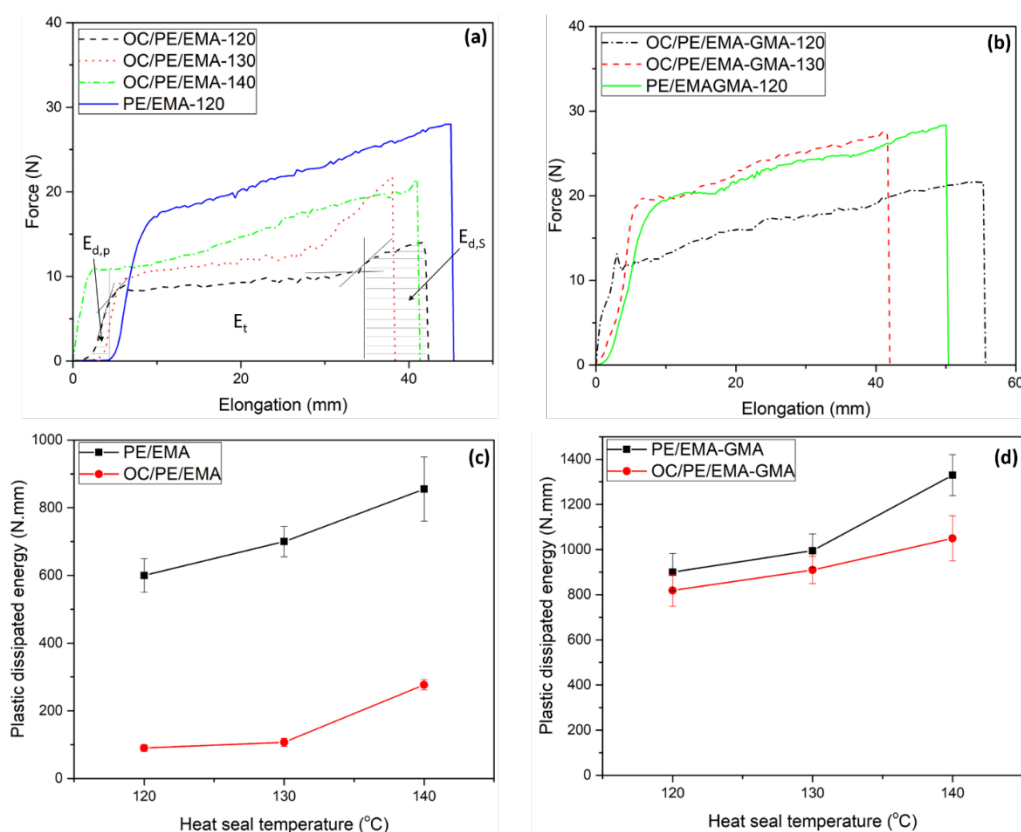 (a)
OC/PE/EMA-120
OC/PE/EMA-130
OC/PE/EMA-140
PE/EMA-120
Force (N)
40
30
20
10
0
E_d,p
E_t
E_d,S
0 20 40
Elongation (mm)
(b)
OC/PE/EMA-GMA-120
OC/PE/EMA-GMA-130
PE/EMAGMA-120
Force (N)
40
30
20
10
0
0 20 40 60
Elongation (mm)
(c)
PE/EMA
OC/PE/EMA
Plastic dissipated energy (N.mm)
1000
800
600
400
200
0
120 130 140
Heat seal temperature (°C)
(d)
PE/EMA-GMA
OC/PE/EMA-GMA
Plastic dissipated energy (N.mm)
1400
1200
1000
800
600
400
200
0
120 130 140
Heat seal temperature (°C)